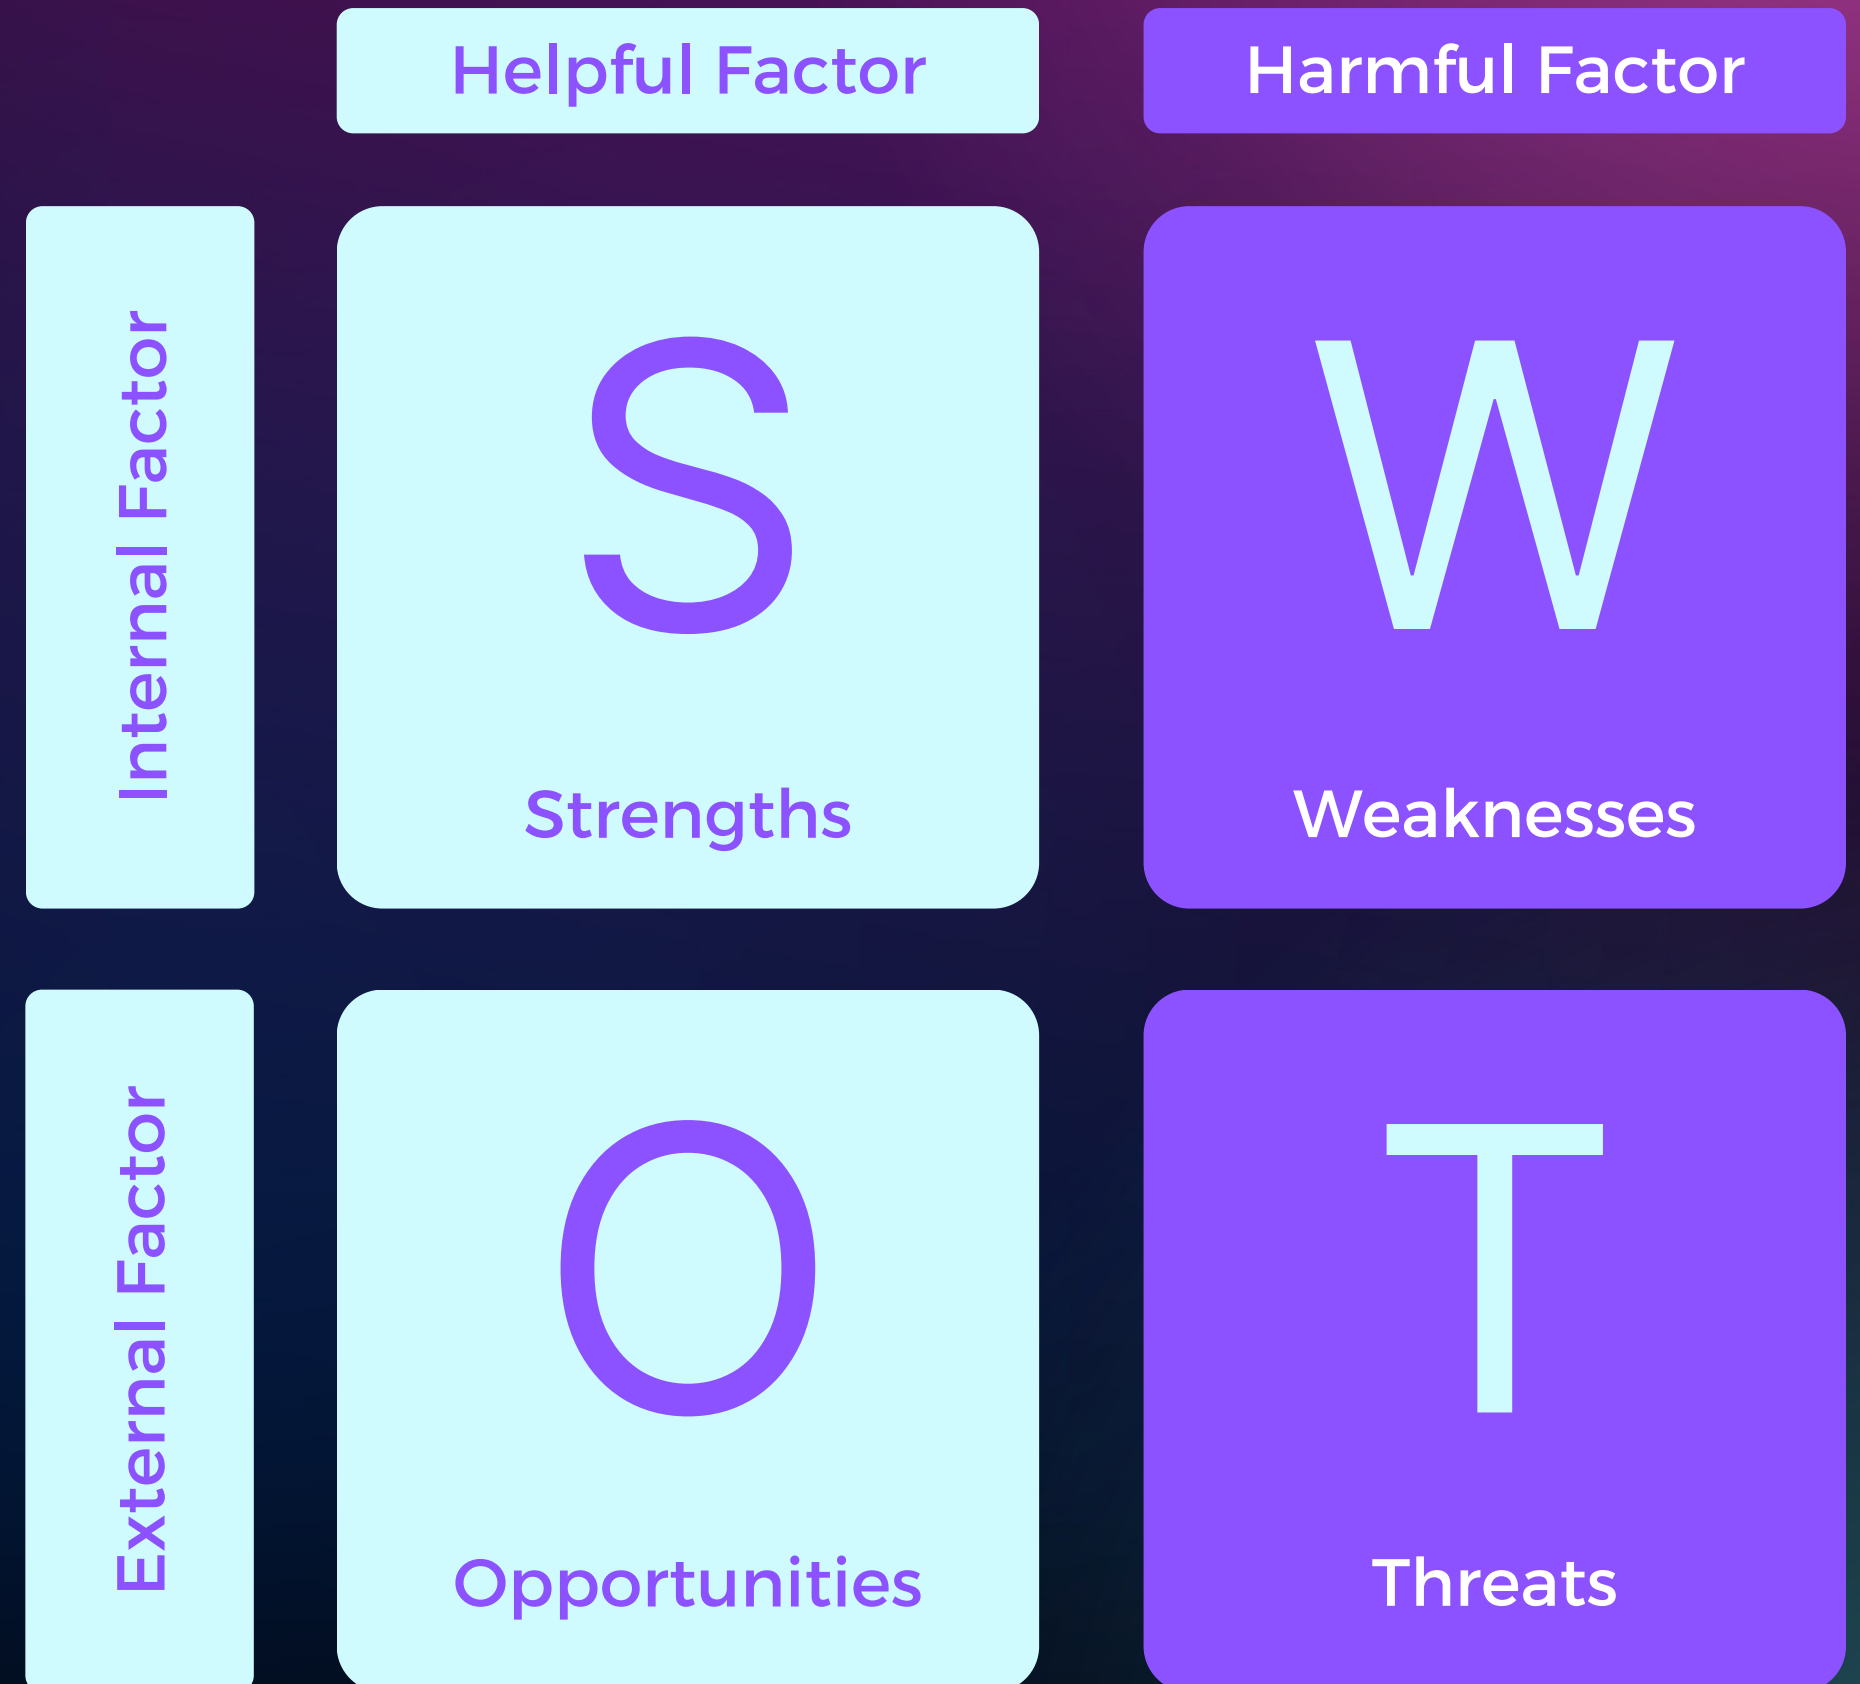 Helpful Factor
Harmful Factor
Internal Factor
S
Strengths
W
Weaknesses
External Factor
O
Opportunities
T
Threats